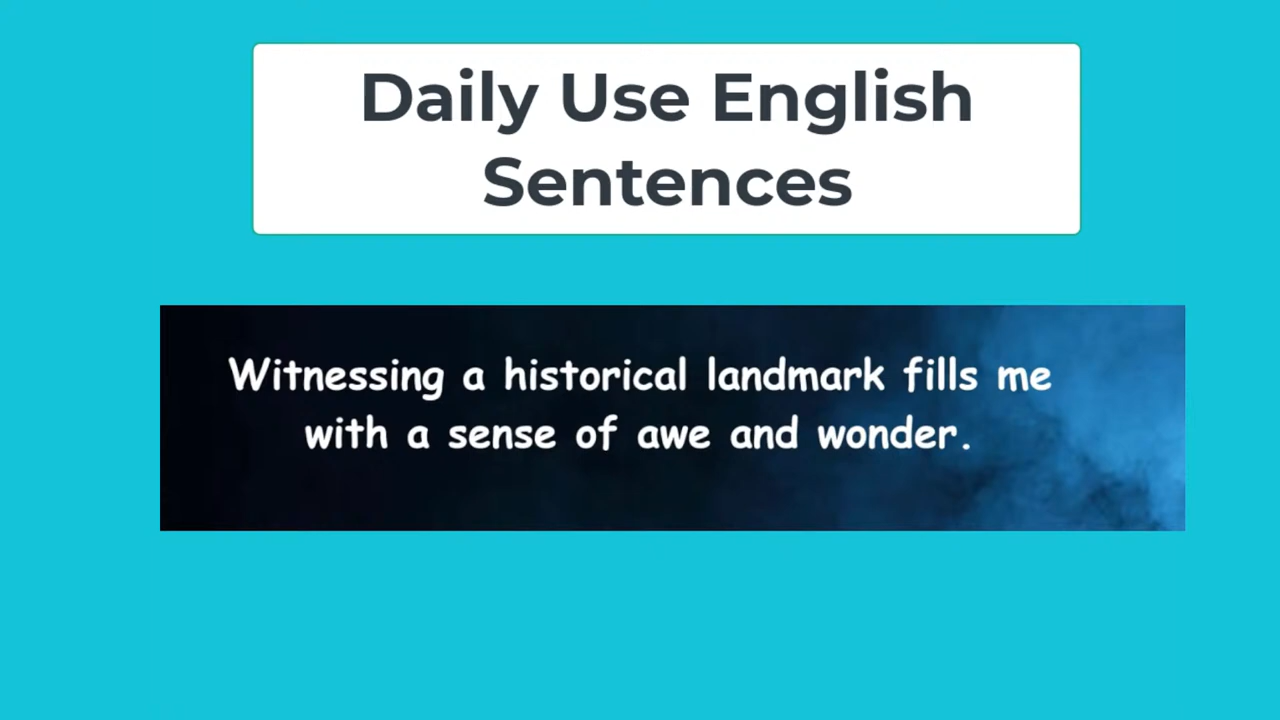 Daily Use English
Sentences
Witnessing a historical landmark fills me
with a sense of awe and wonder.